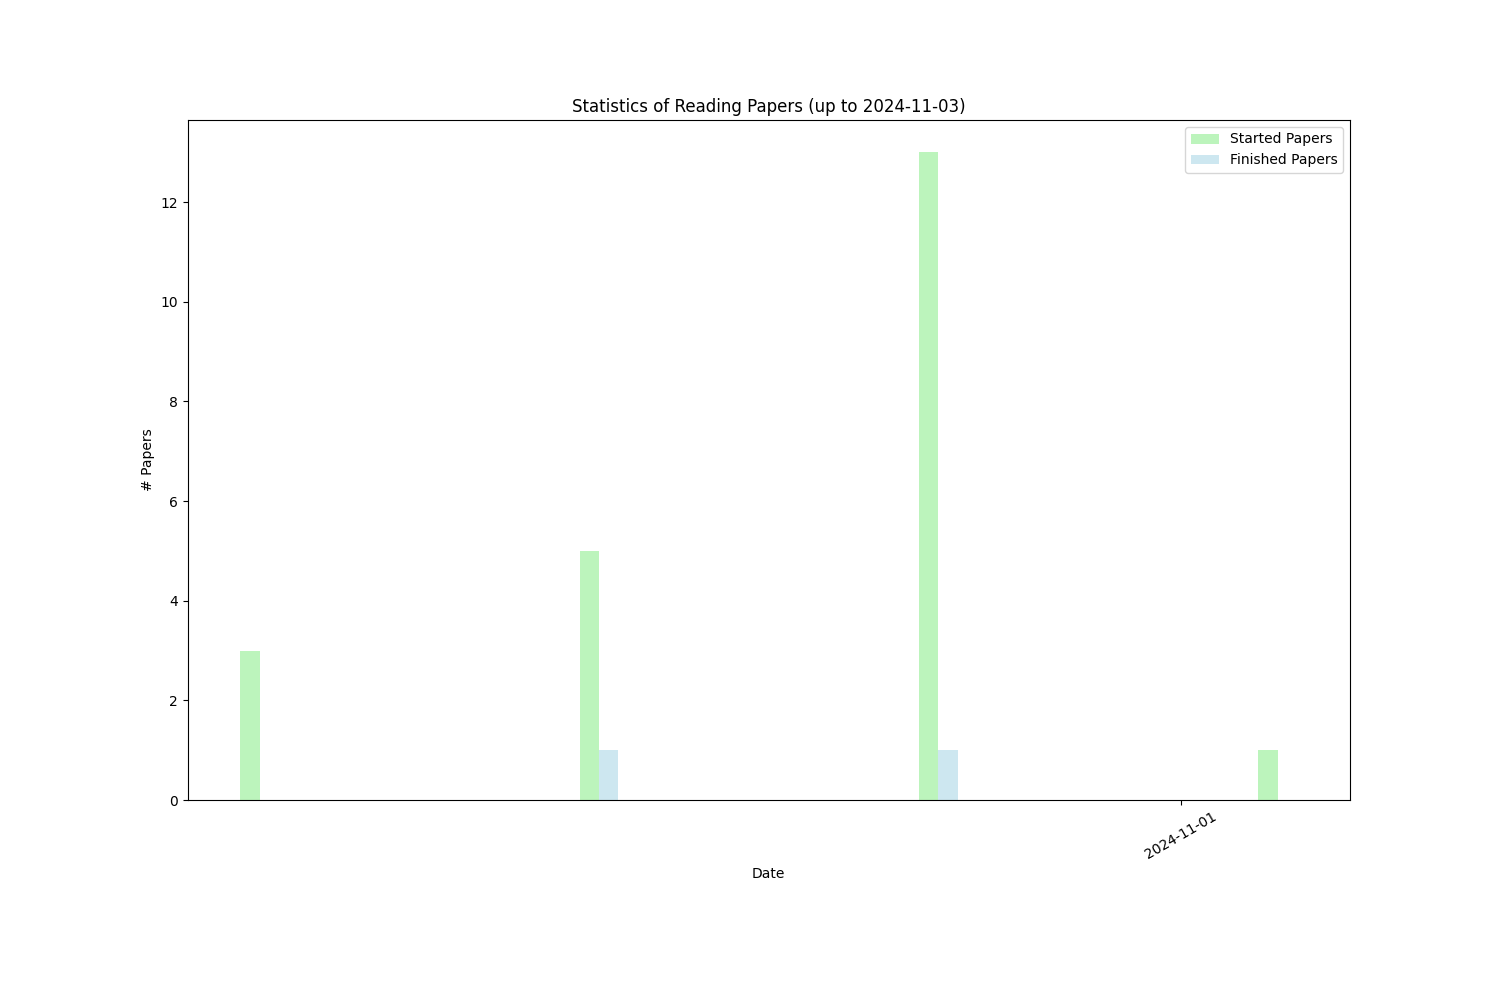 Statistics of Reading Papers (up to 2024-11-03)
Started Papers
Finished Papers
# Papers
12
10
8
6
4
2
0
2024-11-01
Date